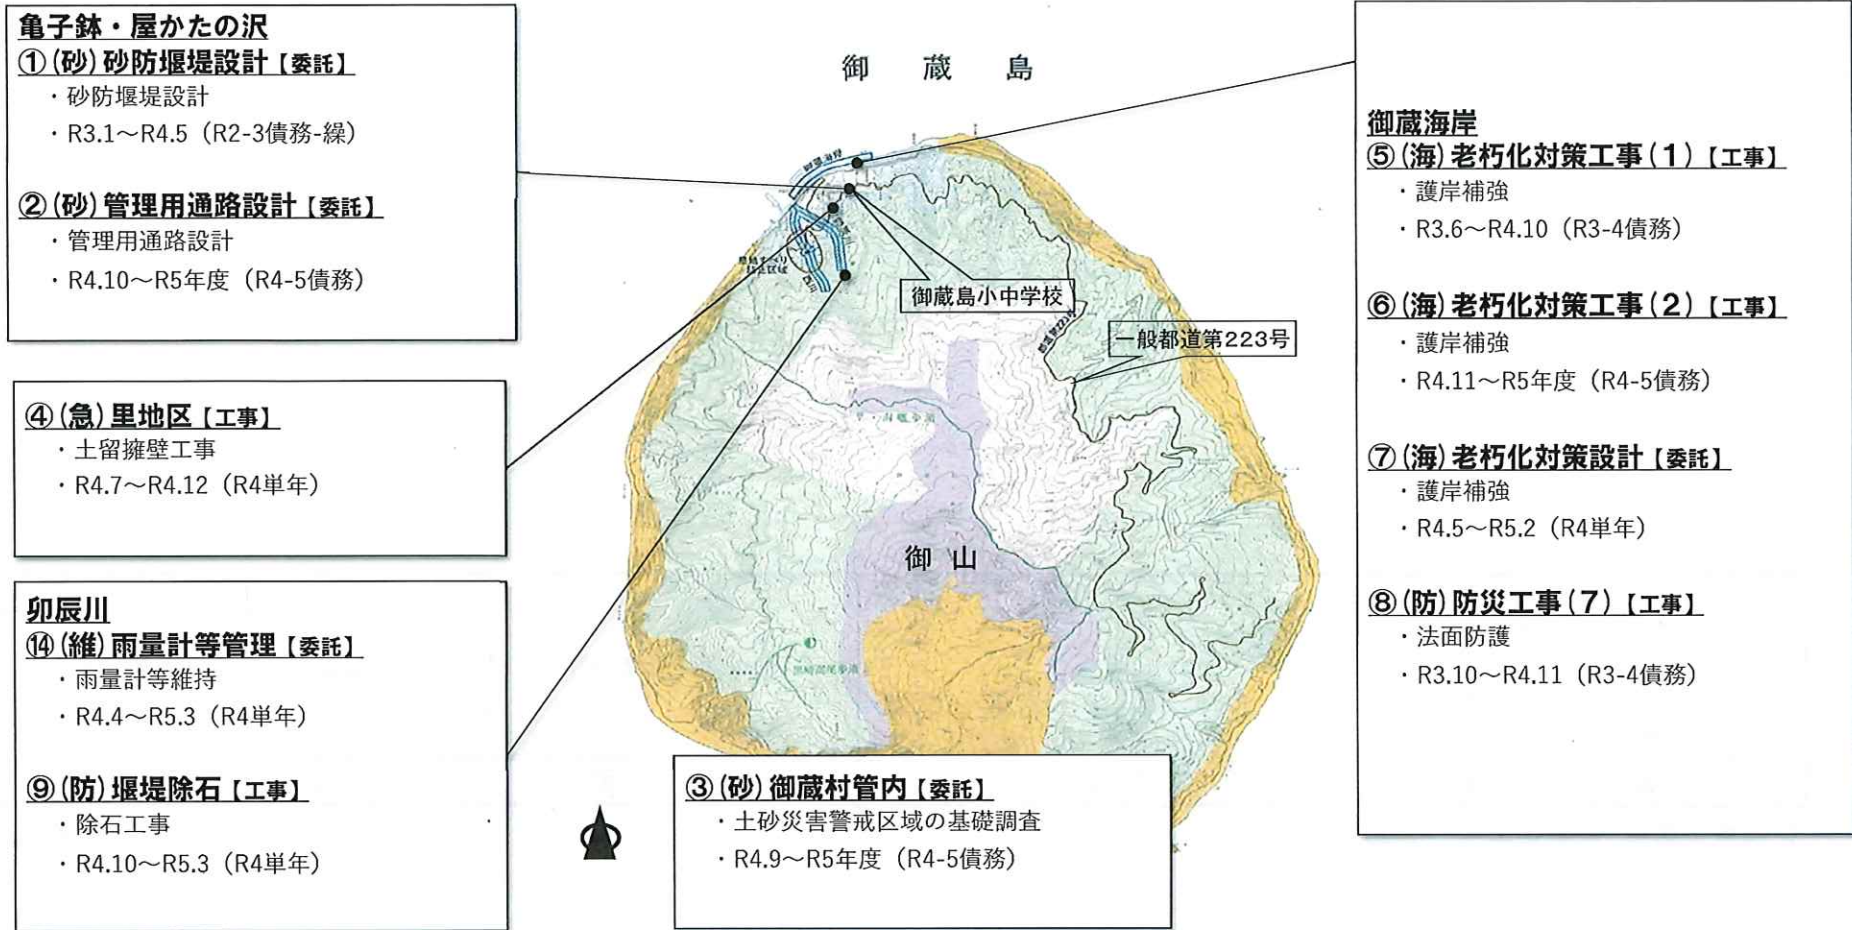 亀子鉢・屋かたの沢
①(砂)砂防堰堤設計【委託】
・砂防堰堤設計
・R3.1～R4.5（R2-3債務-繰）
②(砂)管理用通路設計【委託】
・管理用通路設計
・R4.10～R5年度（R4-5債務）
④(急)里地区【工事】
・土留擁壁工事
・R4.7～R4.12（R4単年）
卯辰川
⑭(維)雨量計等管理【委託】
・雨量計等維持
・R4.4～R5.3（R4単年）
⑨(防)堰堤除石【工事】
・除石工事
・R4.10～R5.3（R4単年）
御蔵島
御蔵島小中学校
一般都道第223号
御山
③(砂)御蔵村管内【委託】
・土砂災害警戒区域の基礎調査
・R4.9～R5年度（R4-5債務）
御蔵海岸
⑤(海)老朽化対策工事(1)【工事】
・護岸補強
・R3.6～R4.10（R3-4債務）
⑥(海)老朽化対策工事(2)【工事】
・護岸補強
・R4.11～R5年度（R4-5債務）
⑦(海)老朽化対策設計【委託】
・護岸補強
・R4.5～R5.2（R4単年）
⑧(防)防災工事(7)【工事】
・法面防護
・R3.10～R4.11（R3-4債務）